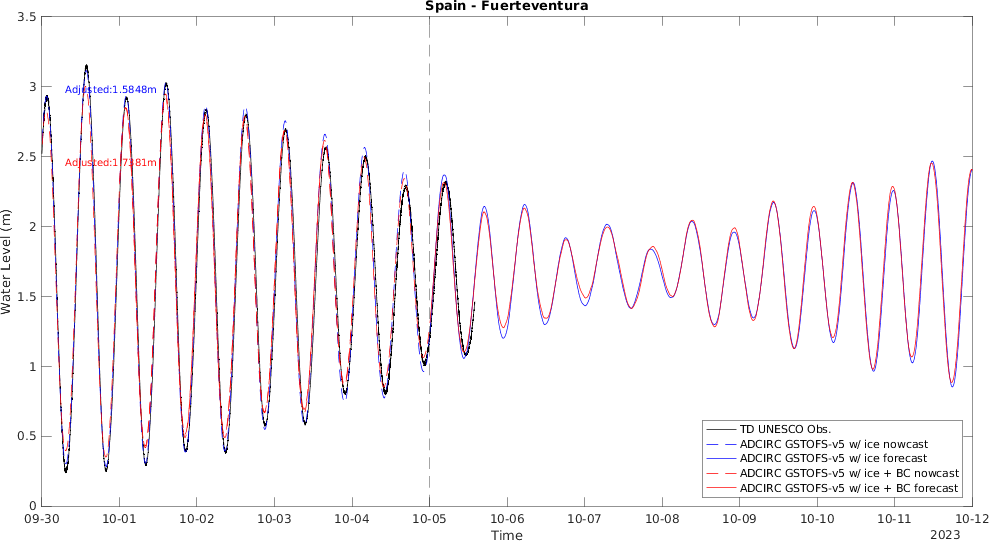 Spain - Fuerteventura
3.5
3
2.5
2
1.5
1
0.5
0
Water Level (m)
Adjusted:1.5848m
Adjusted:1.7381m
TD UNESCO Obs.
ADCIRC GSTOFS-v5 w/ ice nowcast
ADCIRC GSTOFS-v5 w/ ice forecast
ADCIRC GSTOFS-v5 w/ ice + BC nowcast
ADCIRC GSTOFS-v5 w/ ice + BC forecast
09-30 10-01 10-02 10-03 10-04 10-05 10-06 10-07 10-08 10-09 10-10 10-11 10-12
Time
2023